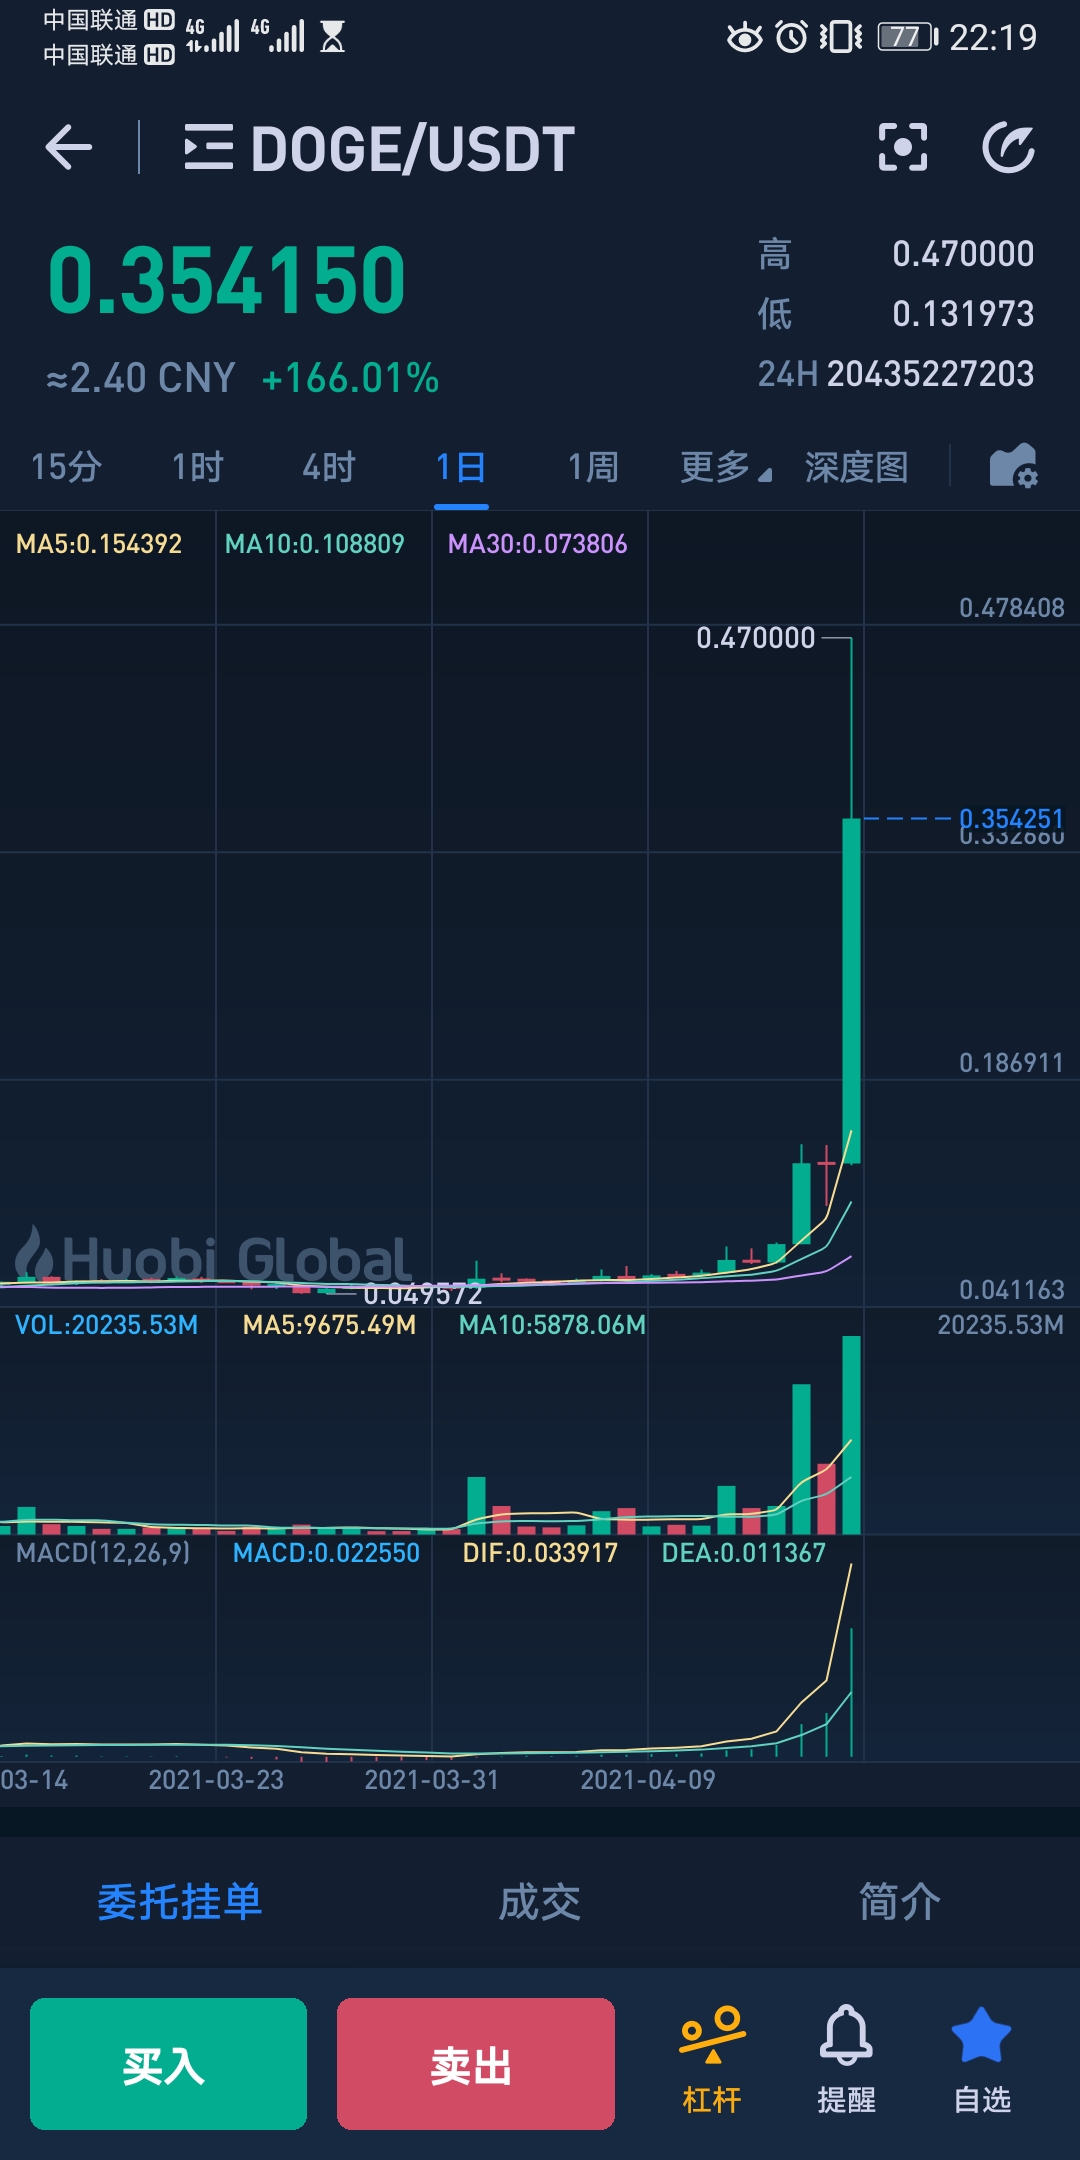 中国联通 HD 4G 4G 77 22:19
中国联通 HD
DOGE/USDT
0.354150
高 0.470000
低 0.131973
≈2.40 CNY +166.01%
24H 20435227203
15分 1时 4时 1日 1周 更多 深度图
MA5:0.154392 MA10:0.108809 MA30:0.073806
0.478408
0.470000
0.354251
0.332660
0.186911
Huobi Global
0.049572
0.041163
VOL:20235.53M MA5:9675.49M MA10:5878.06M 20235.53M
MACD(12,26,9) MACD:0.022550 DIF:0.033917 DEA:0.011367
03-14 2021-03-23 2021-03-31 2021-04-09
委托挂单 成交 简介
买入 卖出 杠杆 提醒 自选